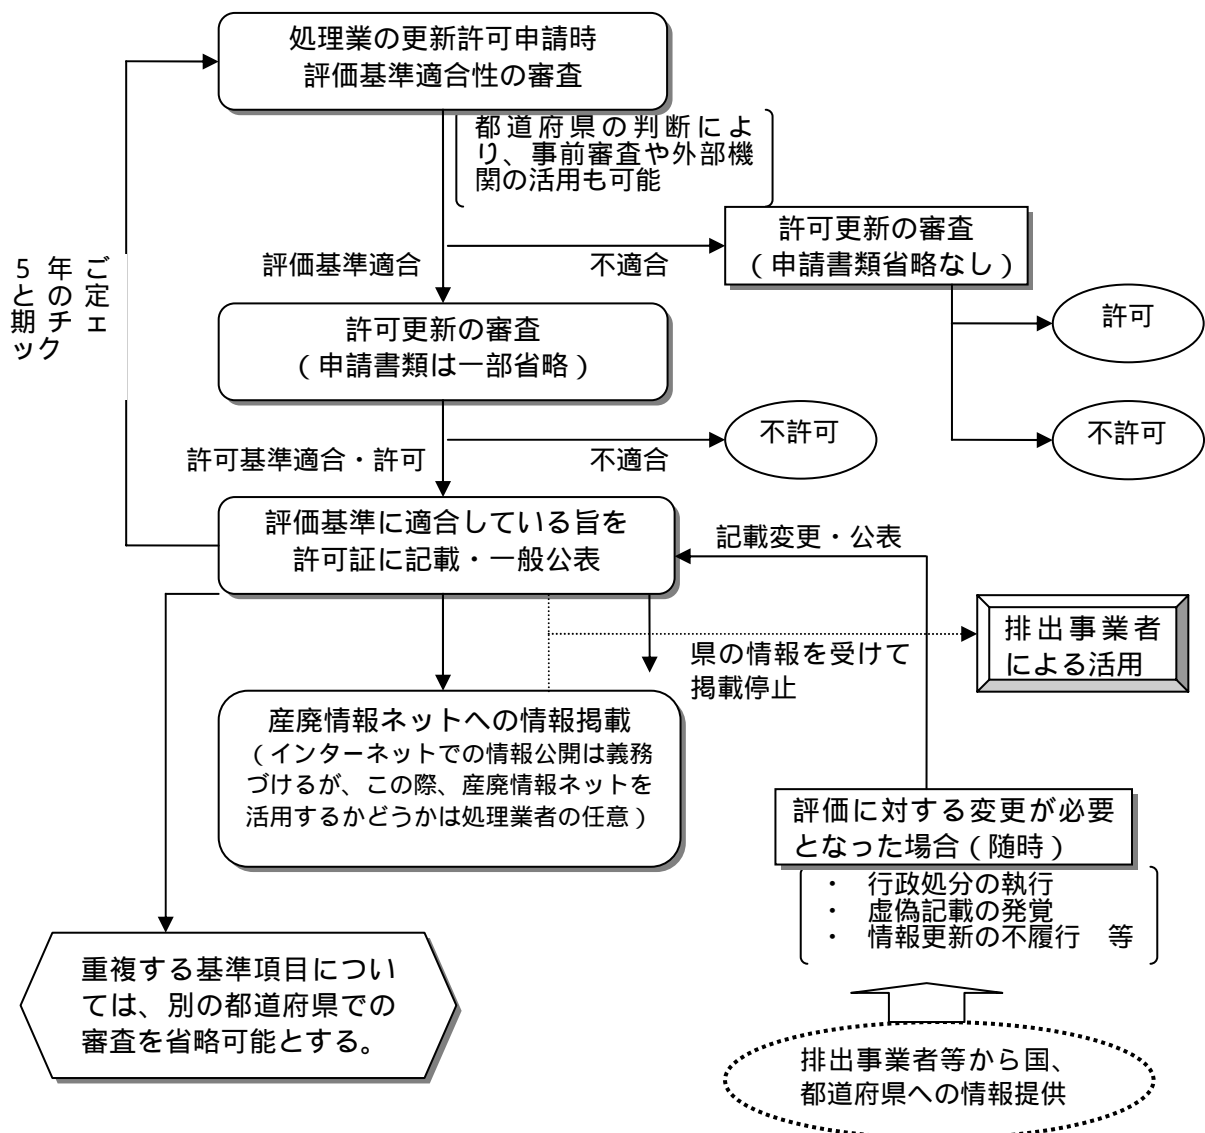 処理業の更新許可申請時
評価基準適合性の審査
都道府県の判断によ
り、事前審査や外部機
関の活用も可能
許可更新の審査
（申請書類省略なし）
評価基準適合
不適合
5年ご
との定
期チェ
ック
許可
許可更新の審査
（申請書類は一部省略）
不許可
不許可
許可基準適合・許可
不適合
評価基準に適合している旨を
許可証に記載・一般公表
記載変更・公表
排出事業者
による活用
県の情報を受けて
掲載停止
産廃情報ネットへの情報掲載
（インターネットでの情報公開は義務
づけるが、この際、産廃情報ネットを
活用するかどうかは処理業者の任意）
評価に対する変更が必要
となった場合（随時）
・ 行政処分の執行
・ 虚偽記載の発覚
・ 情報更新の不履行 等
重複する基準項目につい
ては、別の都道府県での
審査を省略可能とする。
排出事業者等から国、
都道府県への情報提供